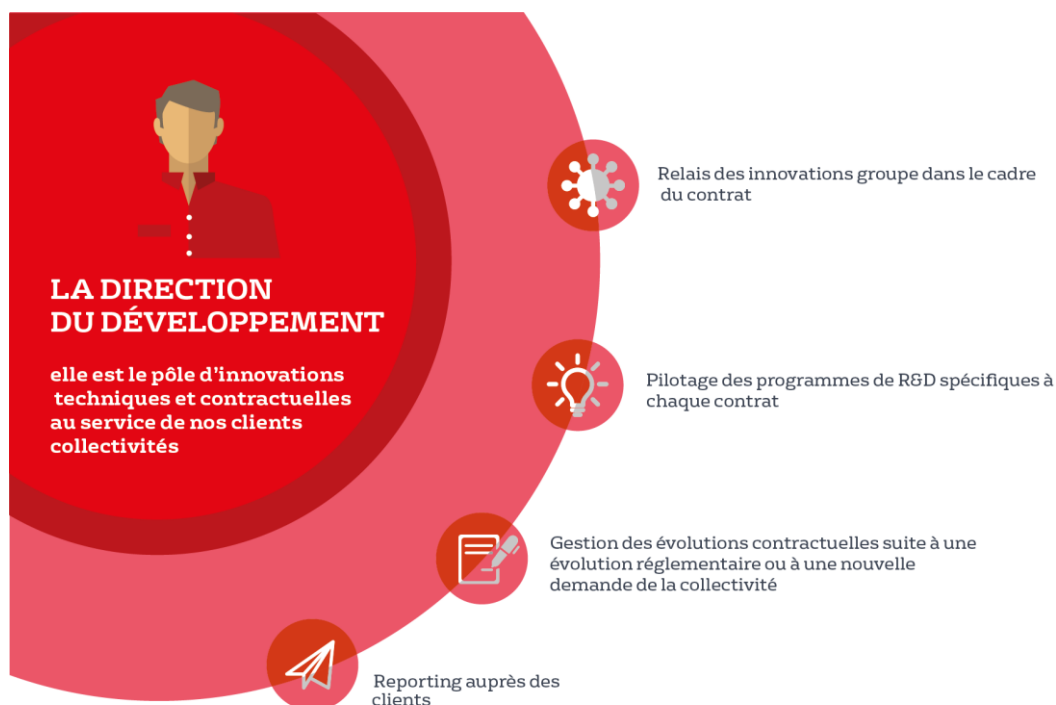 LA DIRECTION
DU DÉVELOPPEMENT
elle est le pôle d'innovations
techniques et contractuelles
au service de nos clients
collectivités
Relais des innovations groupe dans le cadre
du contrat
Pilotage des programmes de R&D spécifiques à
chaque contrat
Gestion des évolutions contractuelles suite à une
évolution réglementaire ou à une nouvelle
demande de la collectivité
Reporting auprès des
clients